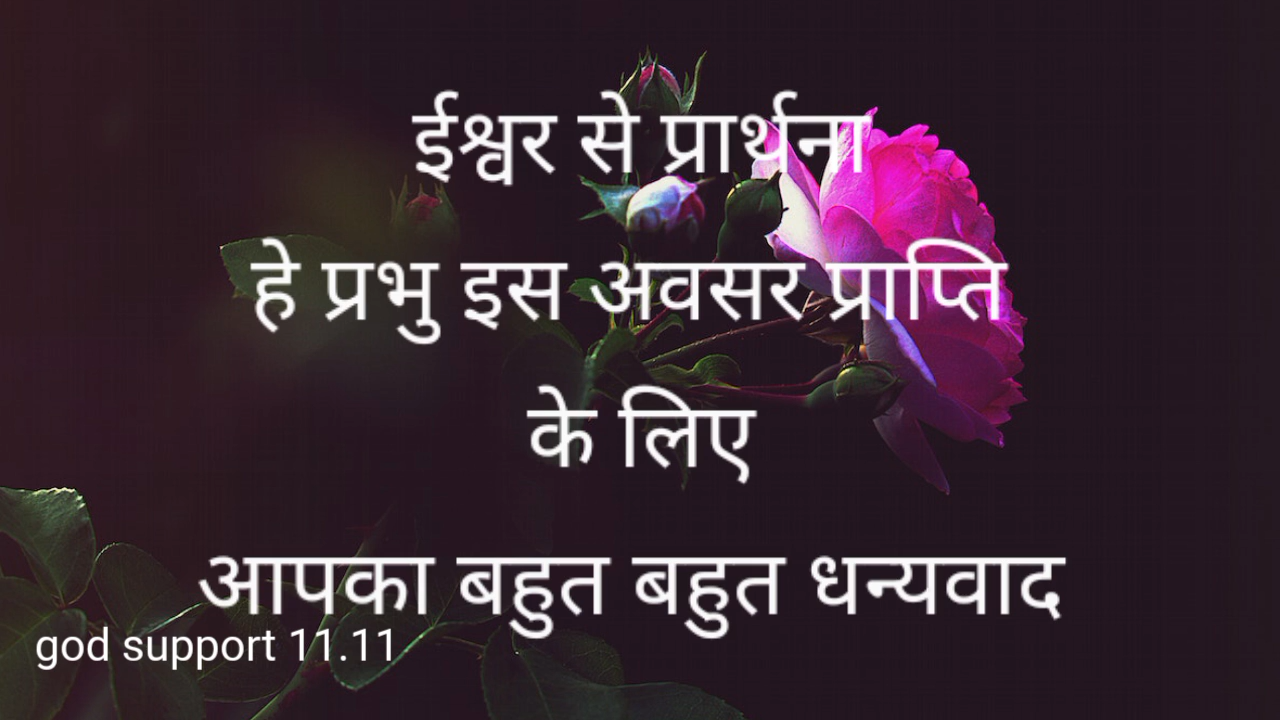 ईश्वर से प्रार्थना
हे प्रभु इस अवसर प्राप्ति
के लिए
आपका बहुत बहुत धन्यवाद
god support 11.11